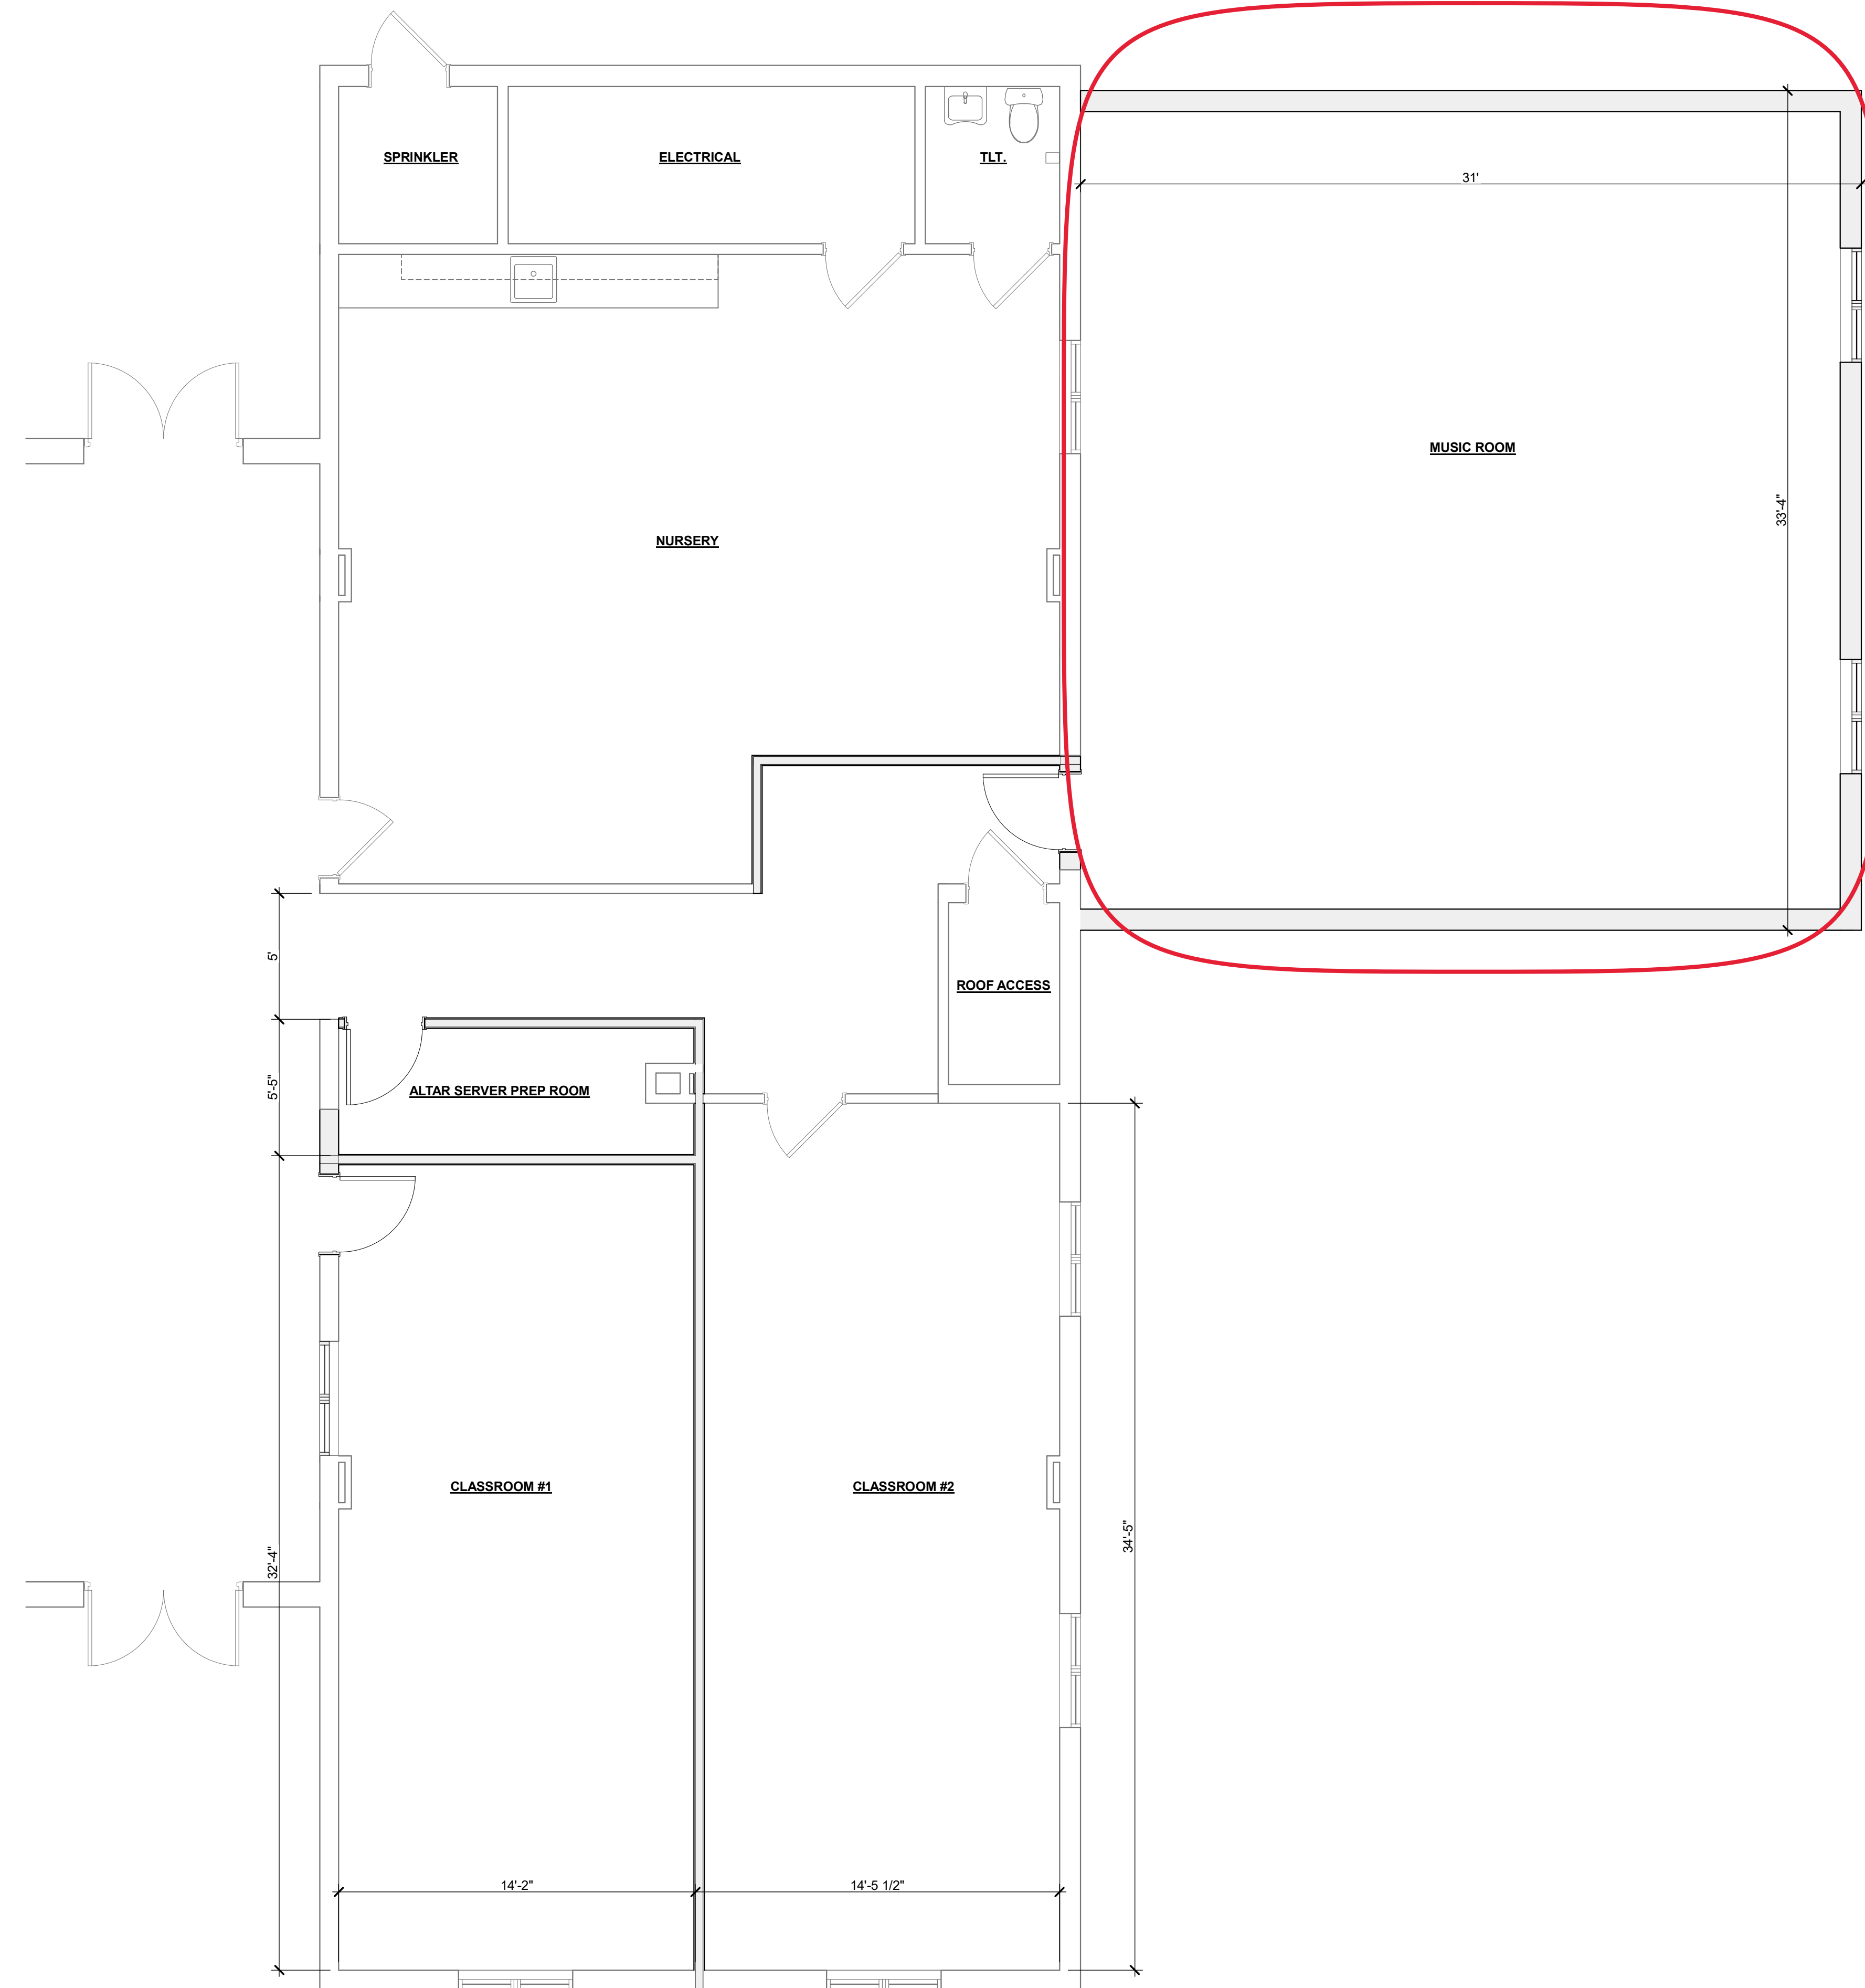 SPRINKLER
ELECTRICAL
TLT.
31'
MUSIC ROOM
33'-4"
NURSERY
5'
ROOF ACCESS
5'-5"
ALTAR SERVER PREP ROOM
CLASSROOM #1
CLASSROOM #2
32'-4"
34'-5"
14'-2"
14'-5 1/2"